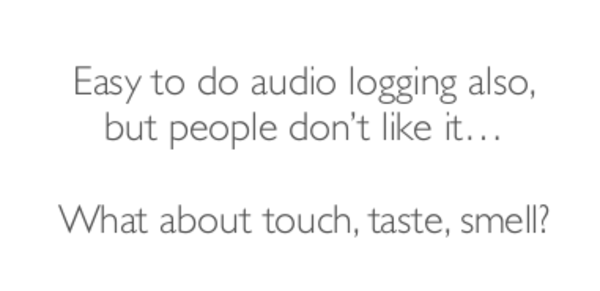 Easy to do audio logging also,
but people don’t like it…
What about touch, taste, smell?